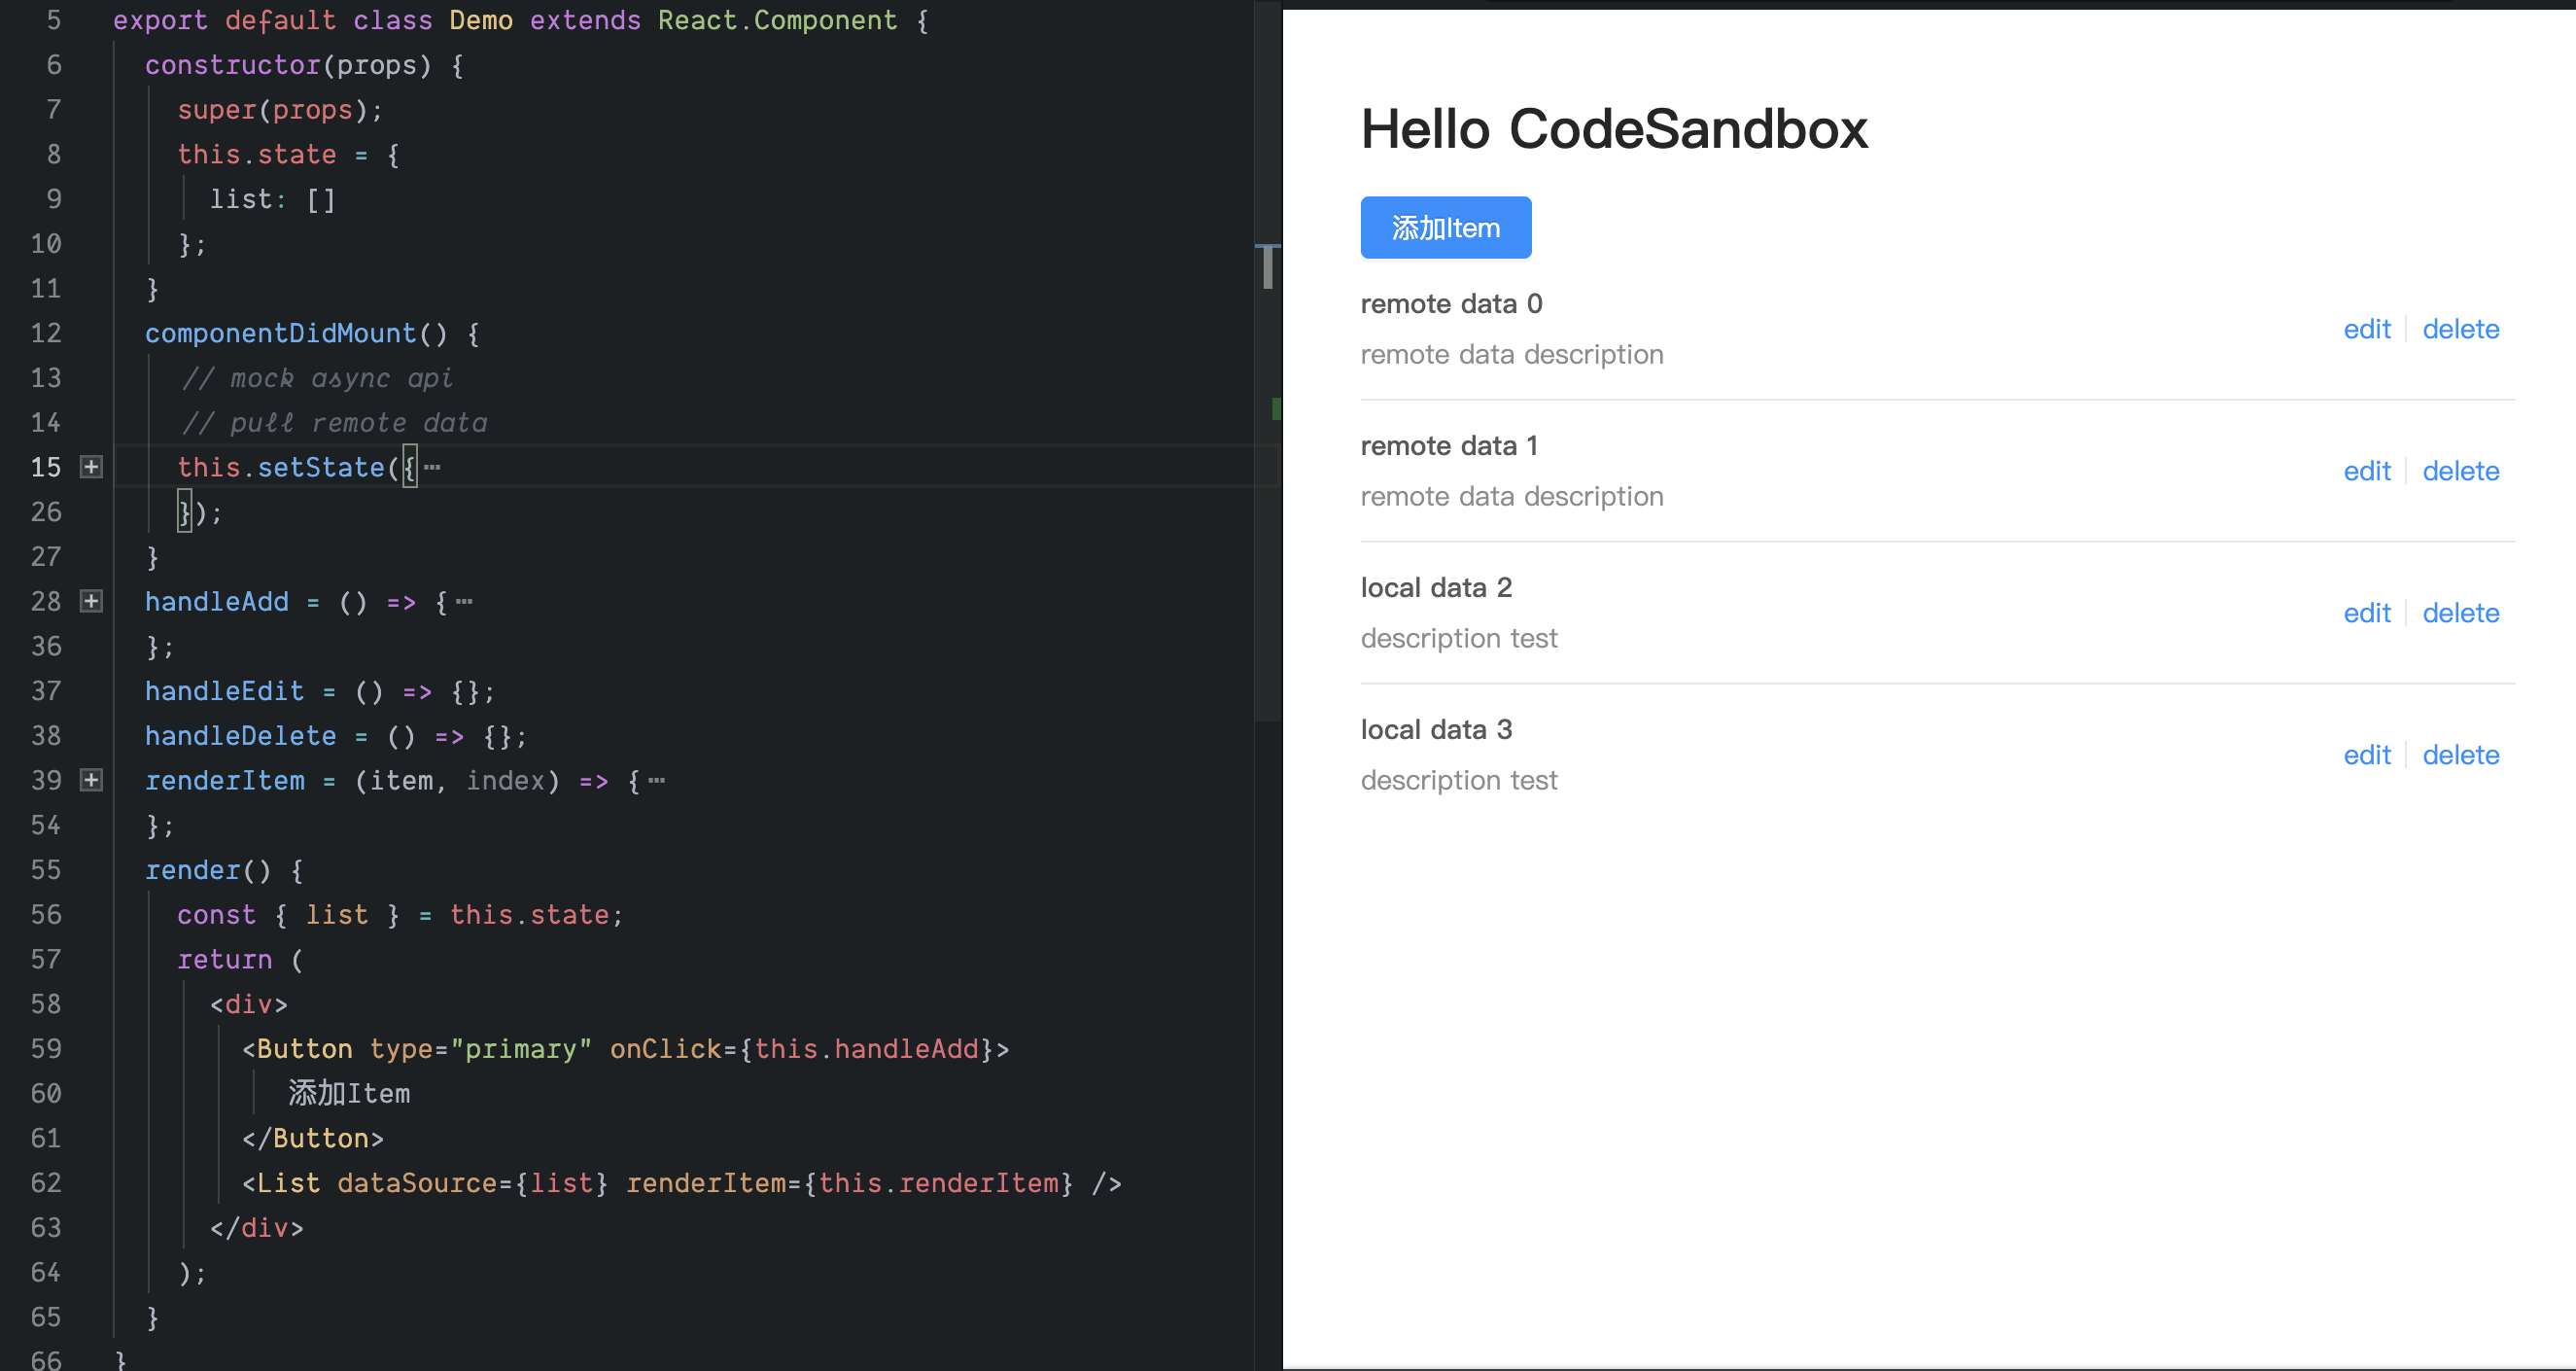 5 export default class Demo extends React.Component {
6 constructor(props) {
7 super(props);
8 this.state = {
9 list: []
10 };
11 }
12 componentDidMount() {
13 // mock async api
14 // pull remote data
15 this.setState({ ⋯
26 });
27 }
28 handleAdd = () => { ⋯
36 };
37 handleEdit = () => {};
38 handleDelete = () => {};
39 renderItem = (item, index) => { ⋯
54 };
55 render() {
56 const { list } = this.state;
57 return (
58 <div>
59 <Button type="primary" onClick={this.handleAdd}>
60 添加Item
61 </Button>
62 <List dataSource={list} renderItem={this.renderItem} />
63 </div>
64 );
65 }
66 }
Hello CodeSandbox
添加Item
remote data 0
remote data description
edit delete
remote data 1
remote data description
edit delete
local data 2
description test
edit delete
local data 3
description test
edit delete